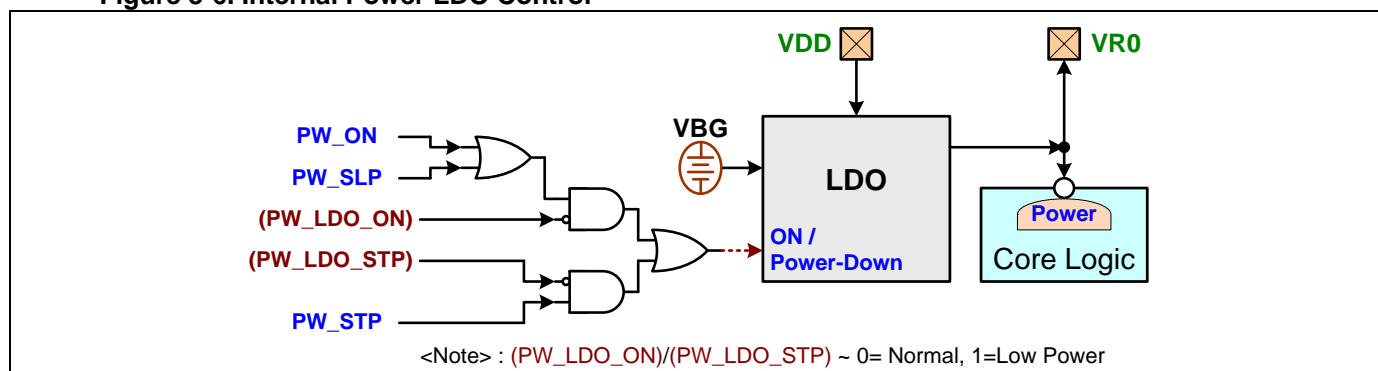 Figure 5-6. Internal Power LDO Control
VDD
VR0
PW_ON
VBG
PW_SLP
LDO
(PW_LDO_ON)
Power
(PW_LDO_STP)
ON /
Power-Down
Core Logic
PW_STP
<Note> : (PW_LDO_ON)/(PW_LDO_STP) ~ 0= Normal, 1=Low Power